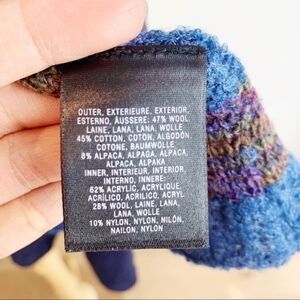 OUTER, EXTERIEURE, EXTERIOR,
ESTERNO, ÄUSSERE: 47% WOOL
LAINE, LANA, LANA, WOLLE
45% COTTON, COTON, ALGODÓN
COTONE, BAUMWOLLE
8% ALPACA, ALPAGA, ALPACA
ALPACA, ALPAKA
INNER, INTERIEUR, INTERIOR,
INTERNO, INNERE:
62% ACRYLIC, ACRYLIQUE,
ACRÍLICO, ACRILICO, ACRYL
28% WOOL, LAINE, LANA,
LANA, WOLLE
10% NYLON, NYLON, NILÓN,
NAILON, NYLON